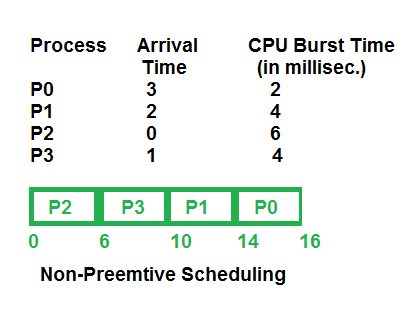 Process Arrival Time CPU Burst Time (in millisec.)
P0 3 2
P1 2 4
P2 0 6
P3 1 4
P2 P3 P1 P0
0 6 10 14 16
Non-Preemtive Scheduling